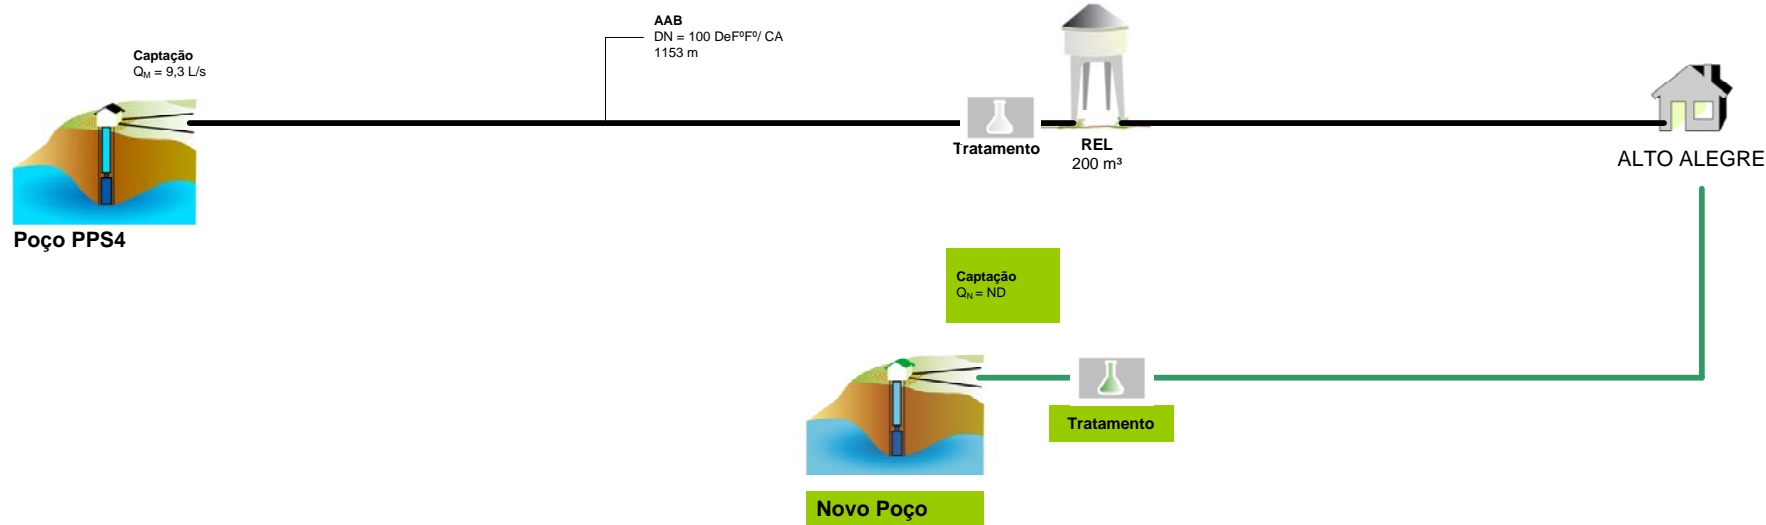 AAB
DN = 100 DeFºFº/ CA
1153 m
Captação
QM = 9,3 L/s
Tratamento
REL
200 m³
ALTO ALEGRE
Poço PPS4
Captação
QN = ND
Tratamento
Novo Poço